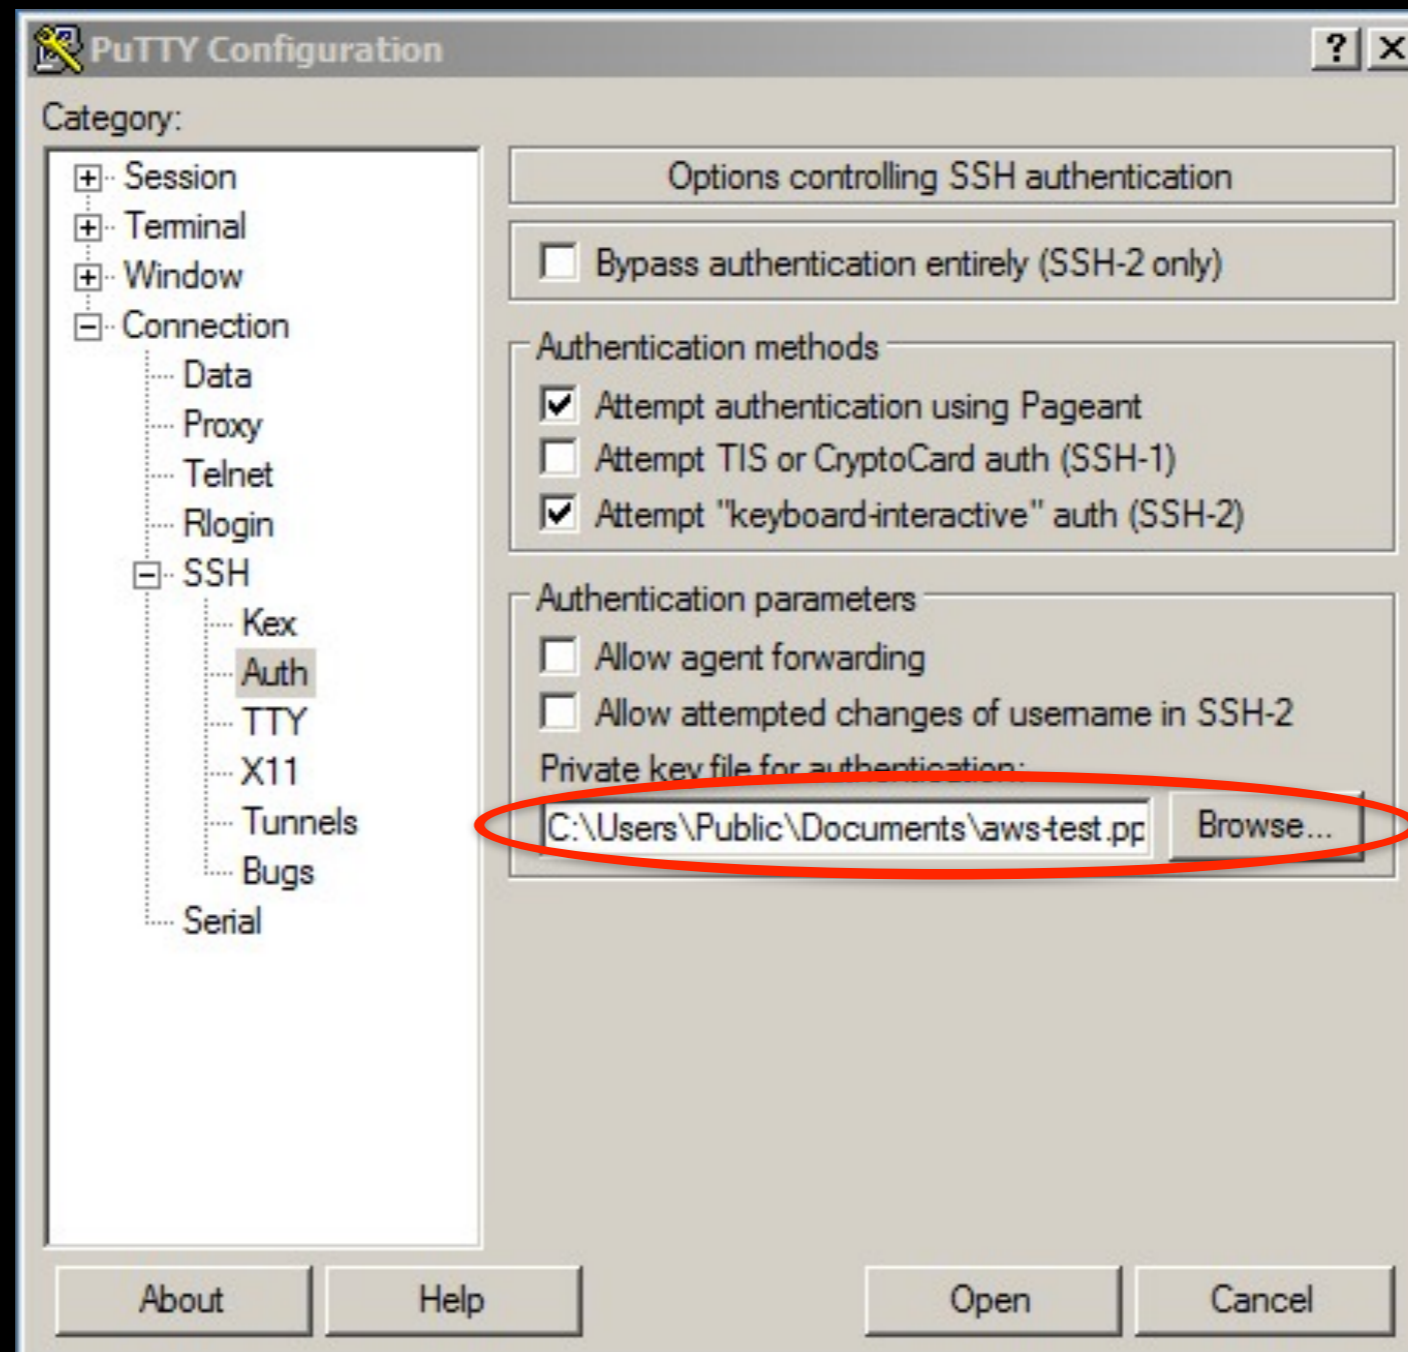 PuTTY Configuration
Category:
Session
Terminal
Window
Connection
Data
Proxy
Telnet
Rlogin
SSH
Kex
Auth
TTY
X11
Tunnels
Bugs
Serial
Options controlling SSH authentication
Bypass authentication entirely (SSH-2 only)
Authentication methods
Attempt authentication using Pageant
Attempt TIS or CryptoCard auth (SSH-1)
Attempt "keyboard-interactive" auth (SSH-2)
Authentication parameters
Allow agent forwarding
Allow attempted changes of username in SSH-2
Private key file for authentication:
C:\Users\Public\Documents\aws-test.pp
Browse...
About
Help
Open
Cancel